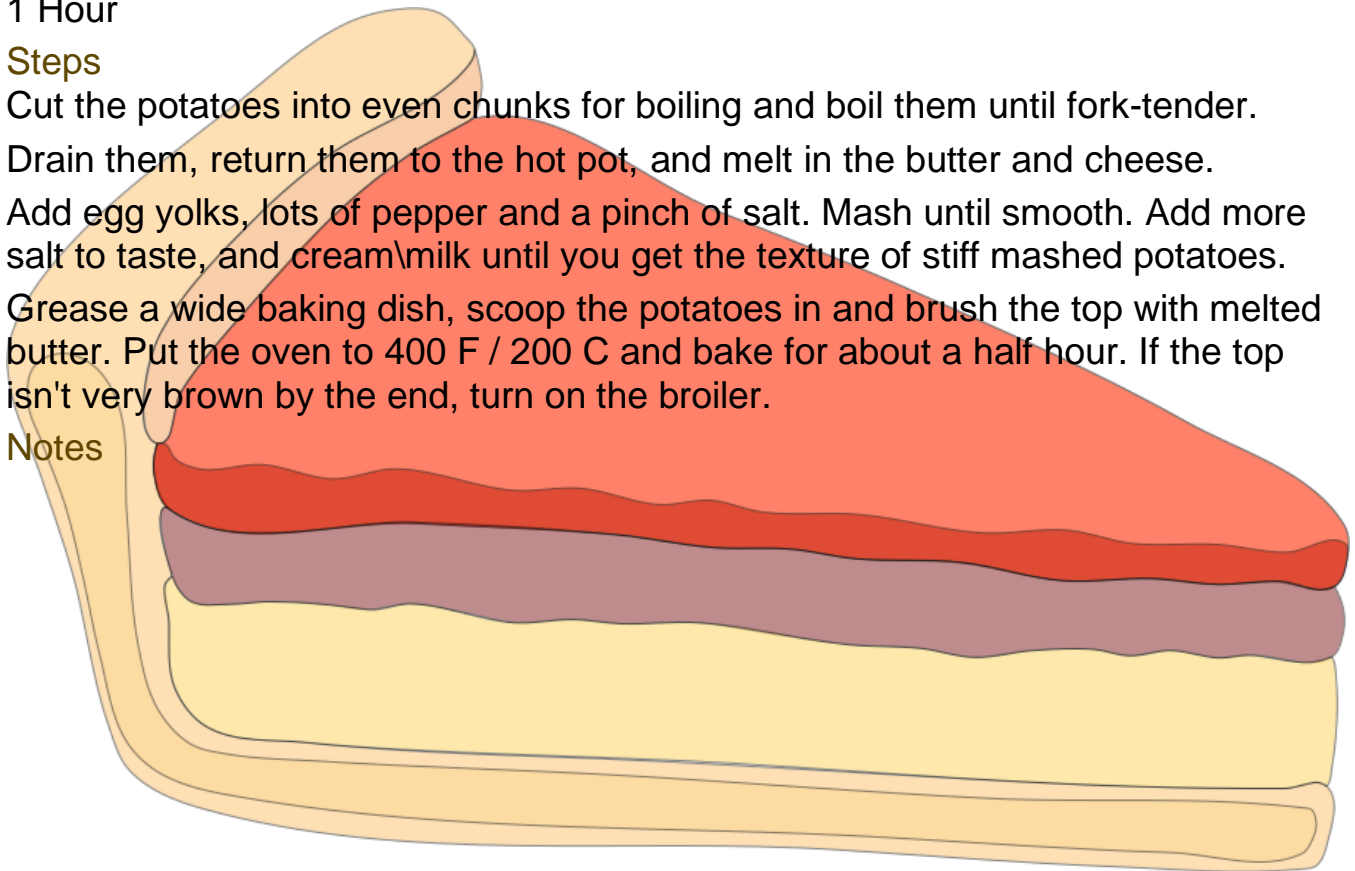 1 Hour
Steps
Cut the potatoes into even chunks for boiling and boil them until fork-tender.
Drain them, return them to the hot pot, and melt in the butter and cheese.
Add egg yolks, lots of pepper and a pinch of salt. Mash until smooth. Add more
salt to taste, and cream\milk until you get the texture of stiff mashed potatoes.
Grease a wide baking dish, scoop the potatoes in and brush the top with melted
butter. Put the oven to 400 F / 200 C and bake for about a half hour. If the top
isn't very brown by the end, turn on the broiler.
Notes